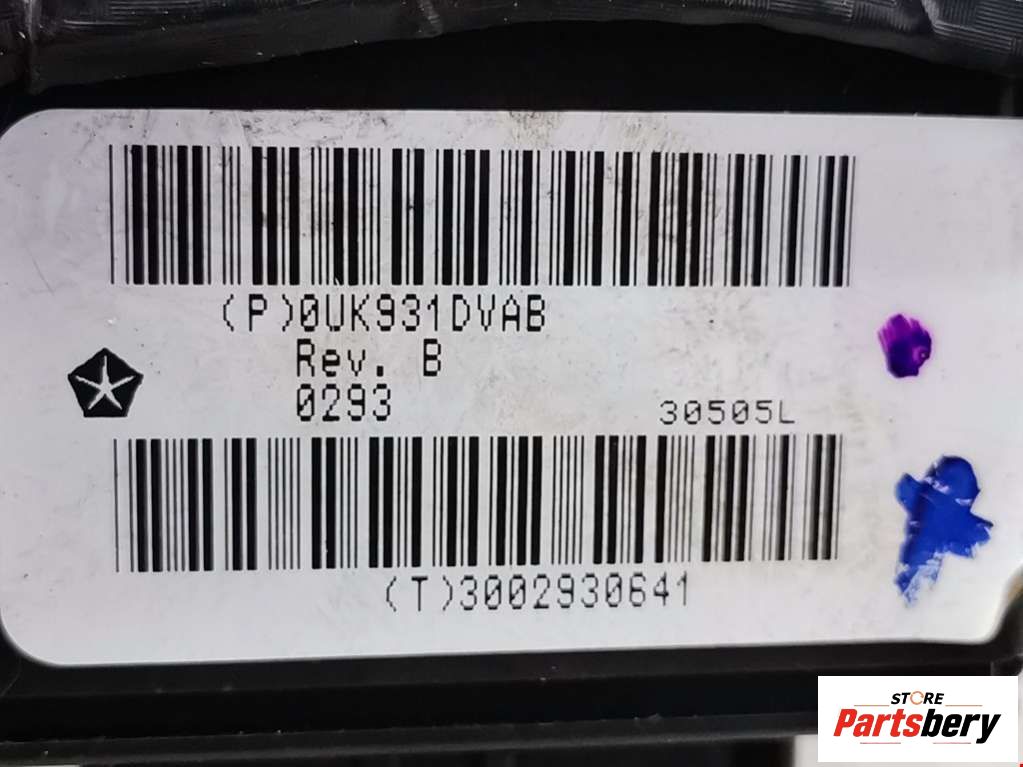 (P)0UK931DVAB
Rev. B
0293
30505L
(T)3002930641
STORE
Partsbery